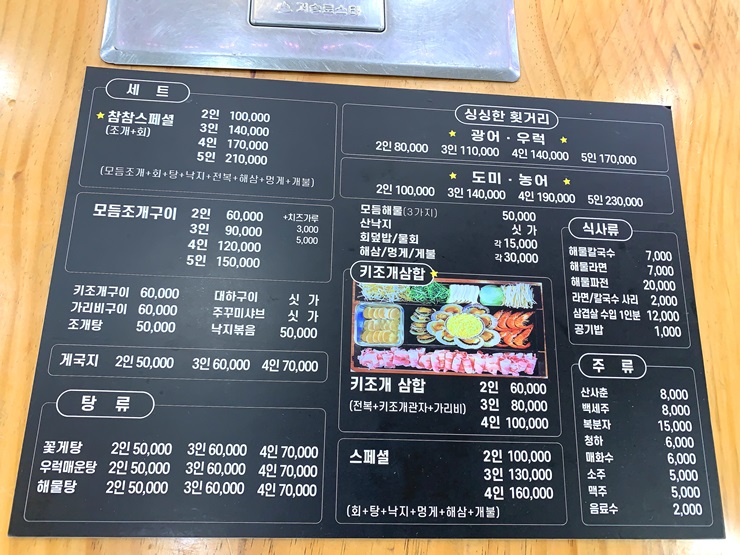 세 트
참참스페셜 2인 100,000
(조개+회) 3인 140,000
4인 170,000
5인 210,000
(모듬조개+회+탕+낙지+전복+해삼+멍게+개불)
모듬조개구이 2인 60,000 +치즈가루
3인 90,000 3,000
4인 120,000 5,000
5인 150,000
키조개구이 60,000 대하구이 싯 가
가리비구이 60,000 주꾸미샤브 싯 가
조개탕 50,000 낙지볶음 50,000
게국지 2인 50,000 3인 60,000 4인 70,000
탕 류
꽃게탕 2인 50,000 3인 60,000 4인 70,000
우럭매운탕 2인 50,000 3인 60,000 4인 70,000
해물탕 2인 50,000 3인 60,000 4인 70,000
싱싱한 횟거리
광어 · 우럭
2인 80,000 3인 110,000 4인 140,000 5인 170,000
도미 · 농어
2인 100,000 3인 140,000 4인 190,000 5인 230,000
모듬해물(3가지) 50,000
산낙지 싯 가
회덮밥/물회 각 15,000
해삼/멍게/개불 각 30,000
키조개삼합
키조개 삼합 2인 60,000
(전복+키조개관자+가리비) 3인 80,000
4인 100,000
스페셜 2인 100,000
3인 130,000
4인 160,000
(회+탕+낙지+멍게+해삼+개불)
식사류
해물칼국수 7,000
해물라면 7,000
해물파전 20,000
라면/칼국수 사리 2,000
삼겹살 수입 1인분 12,000
공기밥 1,000
주 류
산사춘 8,000
백세주 8,000
복분자 15,000
청하 6,000
매화수 6,000
소주 5,000
맥주 5,000
음료수 2,000